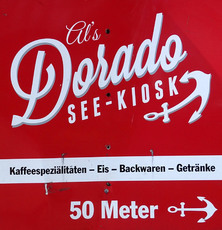 Al's
Dorado
SEE-KIOSK
Kaffeespezialitäten – Eis – Backwaren – Getränke
50 Meter